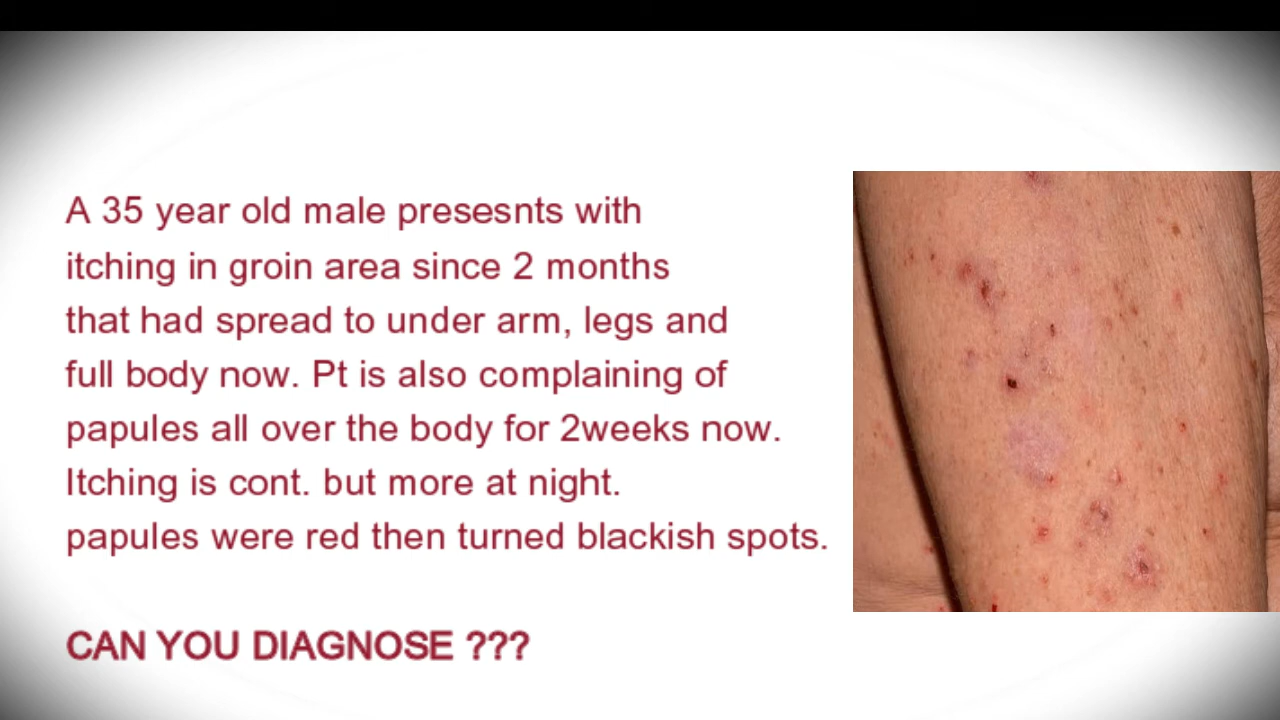 A 35 year old male presesnts with
itching in groin area since 2 months
that had spread to under arm, legs and
full body now. Pt is also complaining of
papules all over the body for 2weeks now.
Itching is cont. but more at night.
papules were red then turned blackish spots.
CAN YOU DIAGNOSE ???